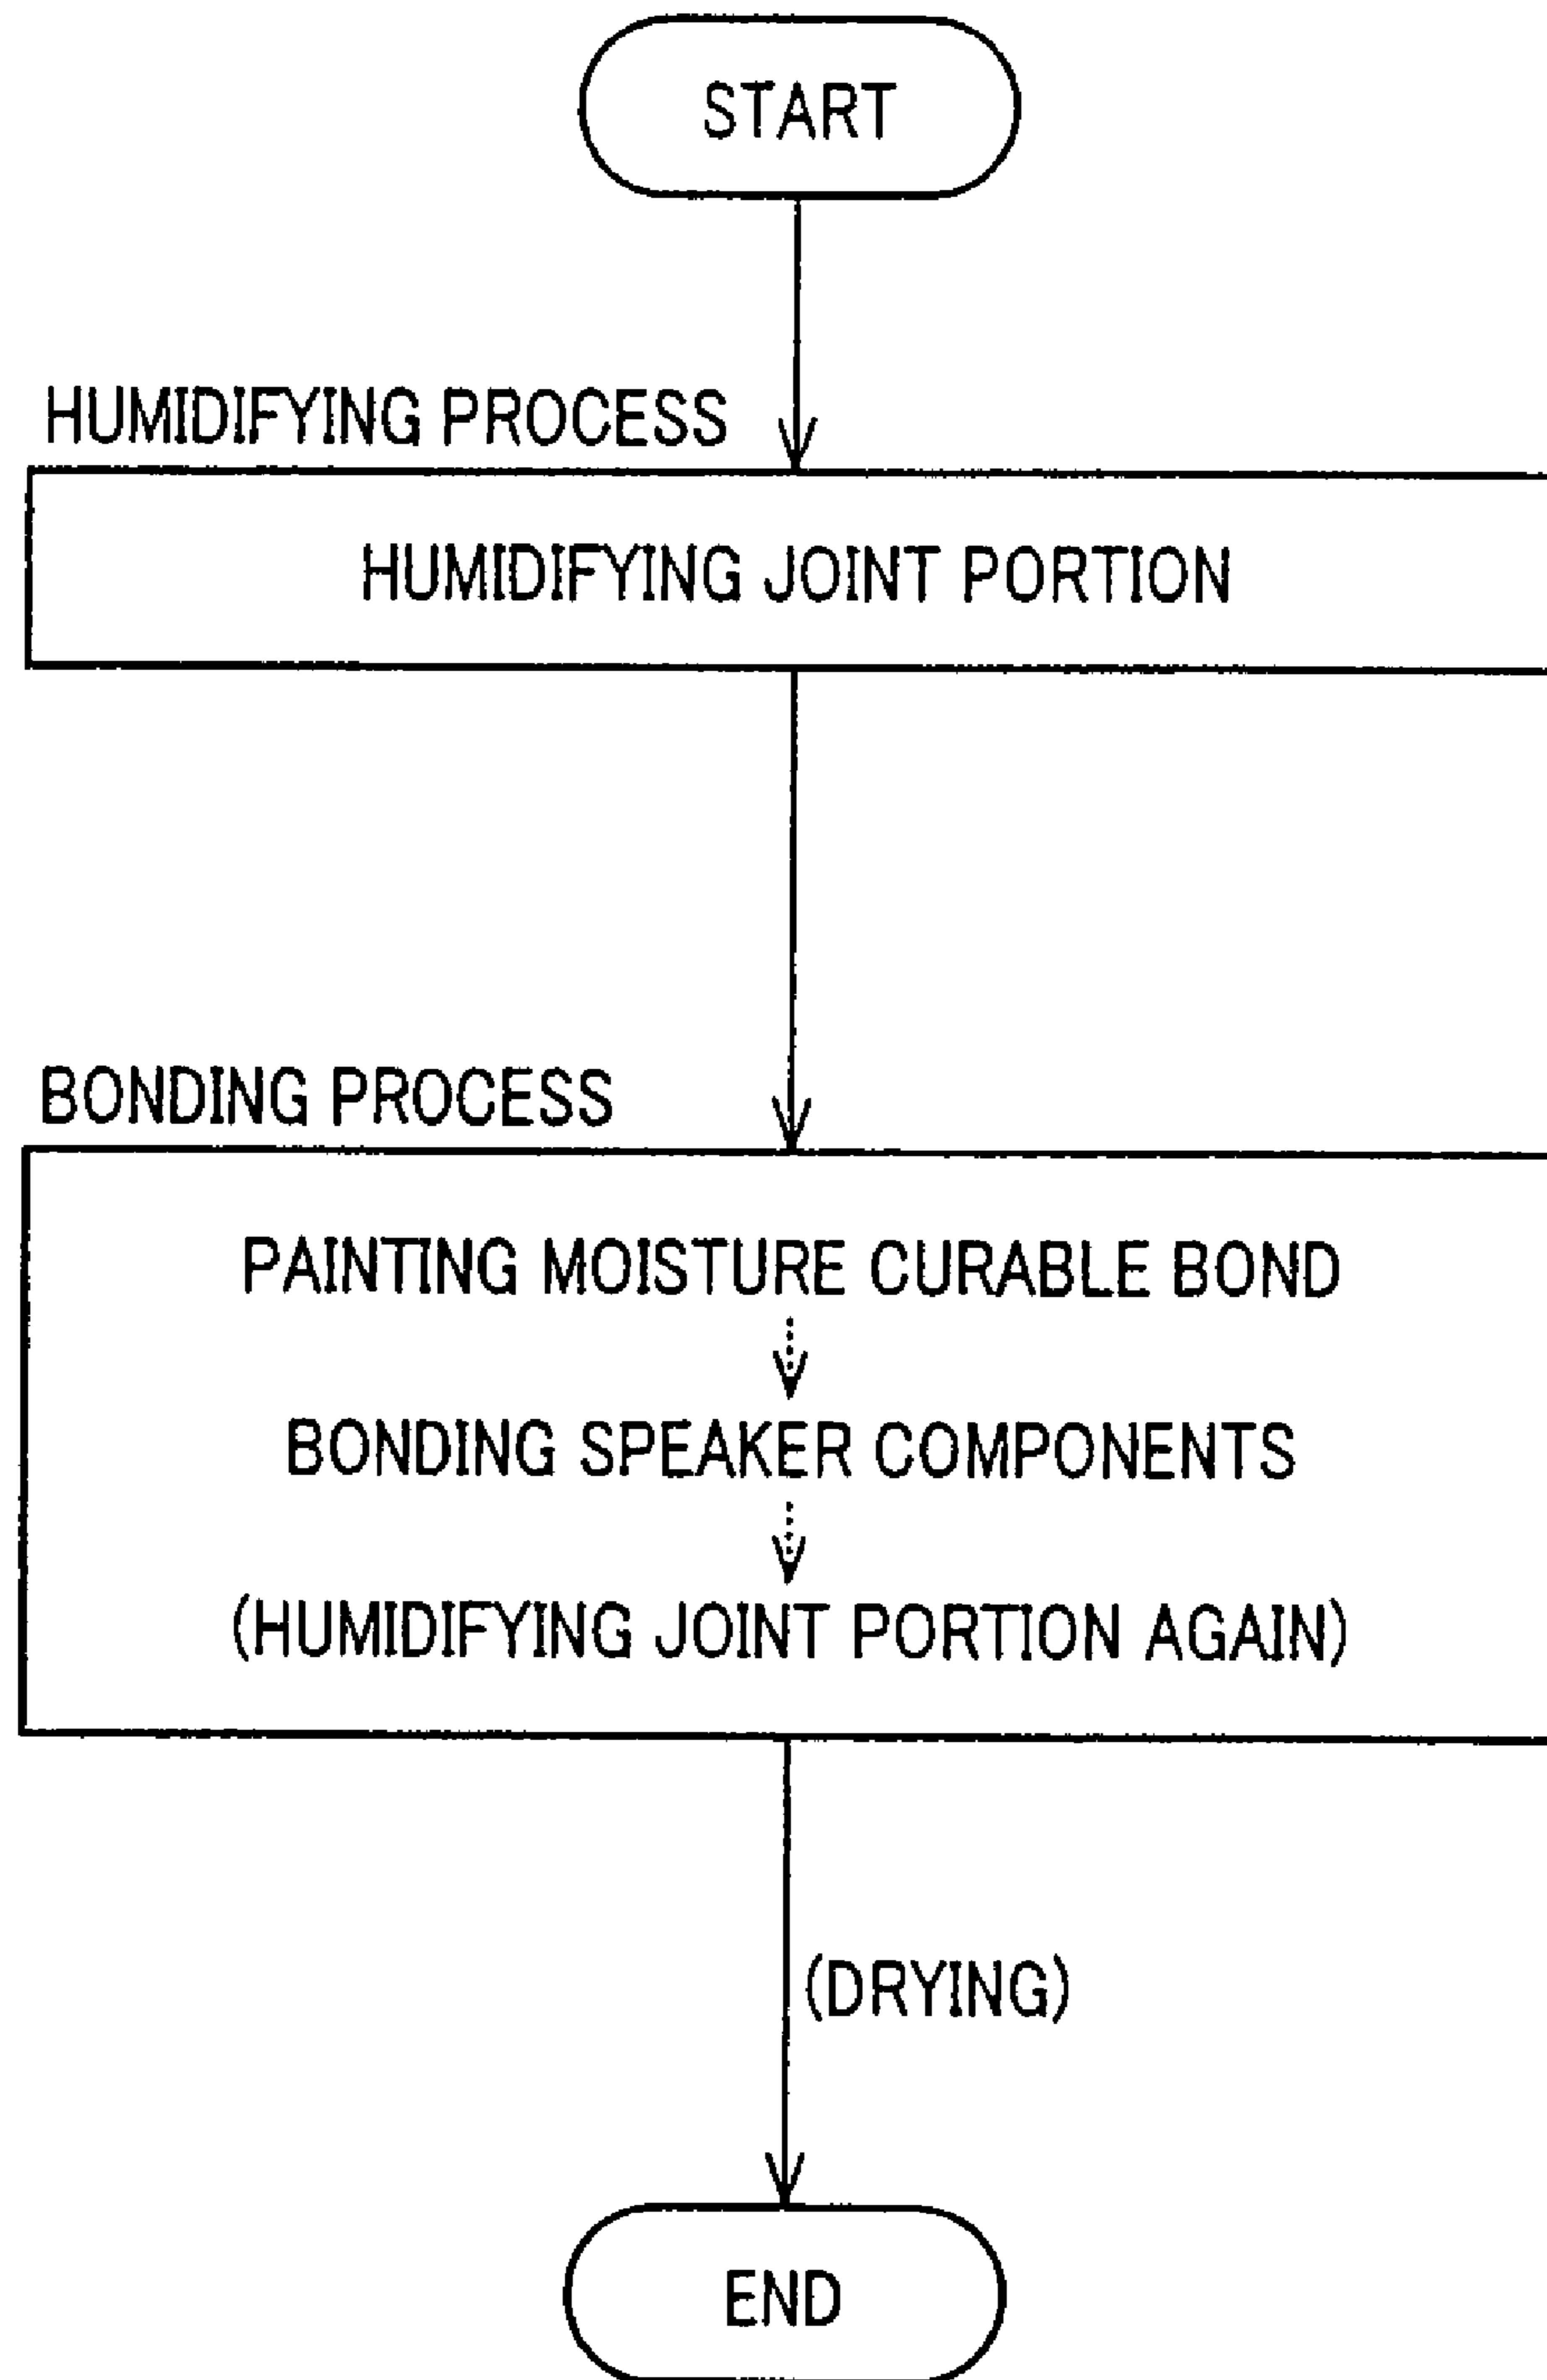 START
HUMIDIFYING PROCESS
HUMIDIFYING JOINT PORTION
BONDING PROCESS
PAINTING MOISTURE CURABLE BOND
BONDING SPEAKER COMPONENTS
(HUMIDIFYING JOINT PORTION AGAIN)
(DRYING)
END